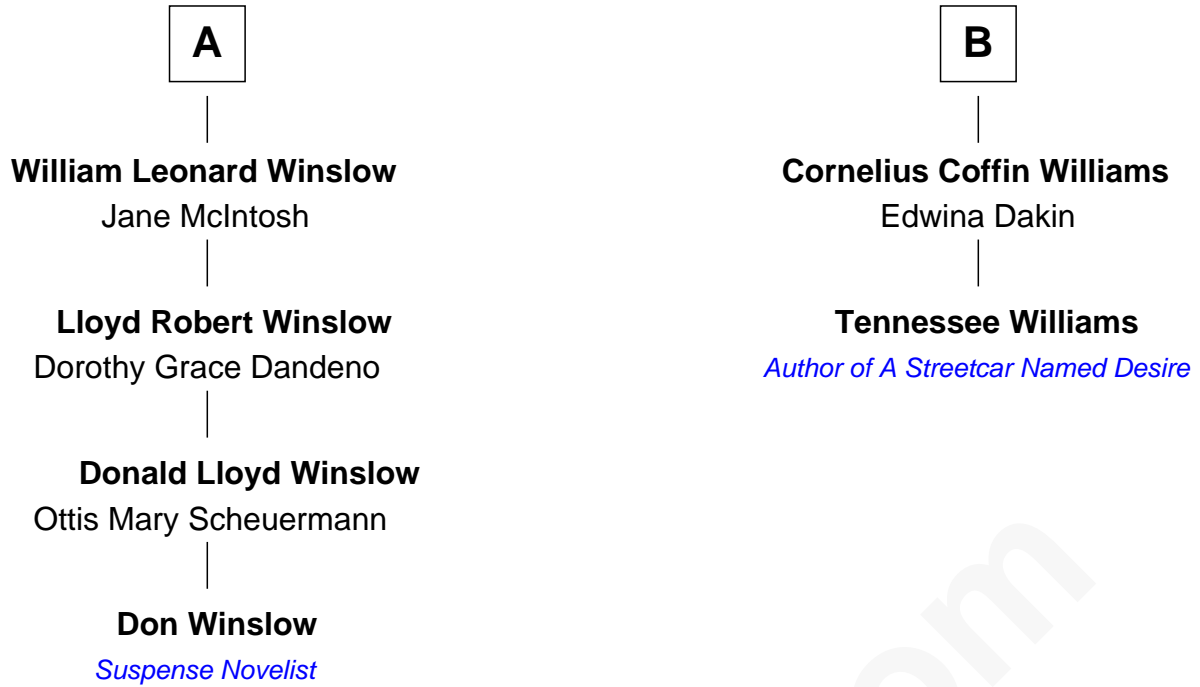 A
William Leonard Winslow
Jane McIntosh
Lloyd Robert Winslow
Dorothy Grace Dandeno
Donald Lloyd Winslow
Ottis Mary Scheuermann
Don Winslow
Suspense Novelist
B
Cornelius Coffin Williams
Edwina Dakin
Tennessee Williams
Author of A Streetcar Named Desire
om